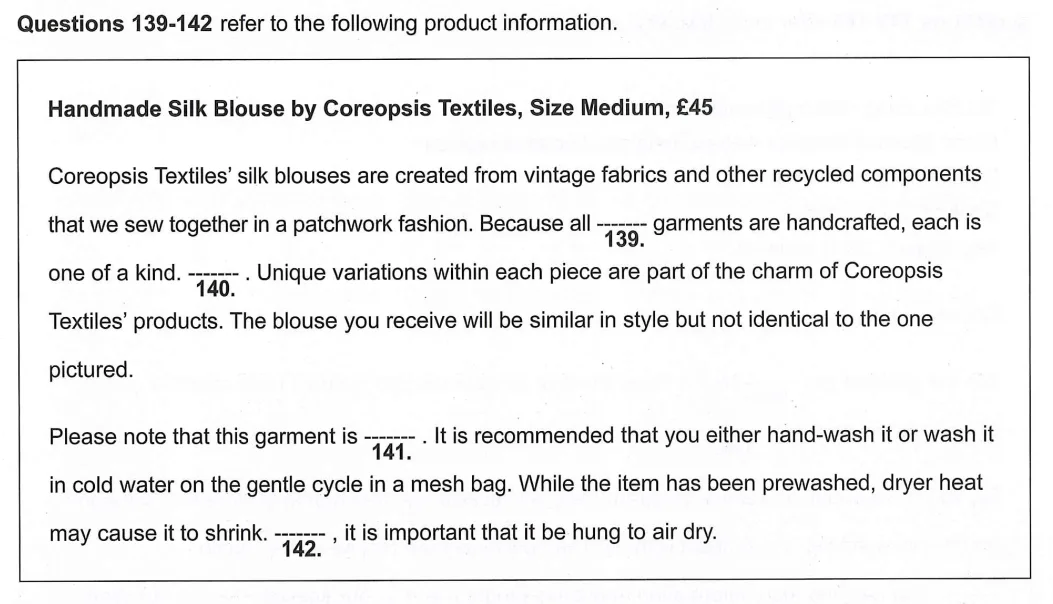 Questions 139-142 refer to the following product information.
Handmade Silk Blouse by Coreopsis Textiles, Size Medium, £45
Coreopsis Textiles' silk blouses are created from vintage fabrics and other recycled components
that we sew together in a patchwork fashion. Because all ------- garments are handcrafted, each is
139.
one of a kind. ------- . Unique variations within each piece are part of the charm of Coreopsis
140.
Textiles' products. The blouse you receive will be similar in style but not identical to the one
pictured.
Please note that this garment is ------- . It is recommended that you either hand-wash it or wash it
141.
in cold water on the gentle cycle in a mesh bag. While the item has been prewashed, dryer heat
may cause it to shrink. ------- , it is important that it be hung to air dry.
142.